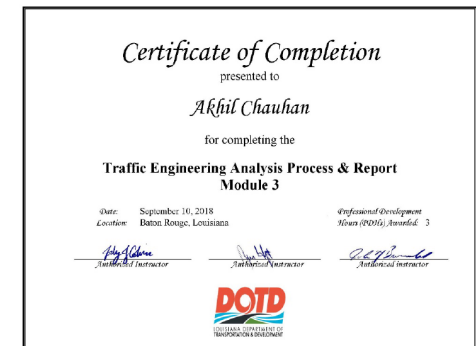 Certificate of Completion
presented to
Akhil Chauhan
for completing the
Traffic Engineering Analysis Process & Report
Module 3
Date: September 10, 2018
Location: Baton Rouge, Louisiana
Professional Development
Hours (PDHs) Awarded: 3
Authorized Instructor
Authorized Instructor
Authorized instructor
DOTD
LOUISIANA DEPARTMENT OF
TRANSPORTATION & DEVELOPMENT